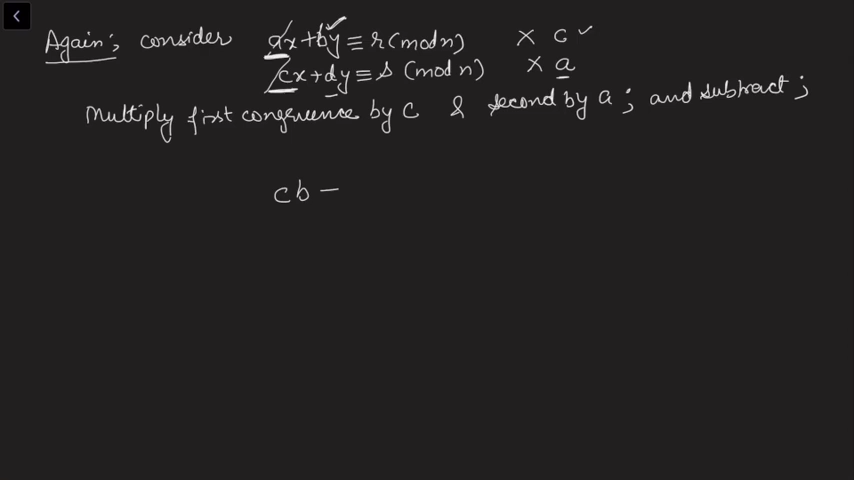 Again; consider ax + by ≡ r (mod n) × c ✓
cx + dy ≡ s (mod n) × a
Multiply first congruence by c & second by a; and subtract;
cb −